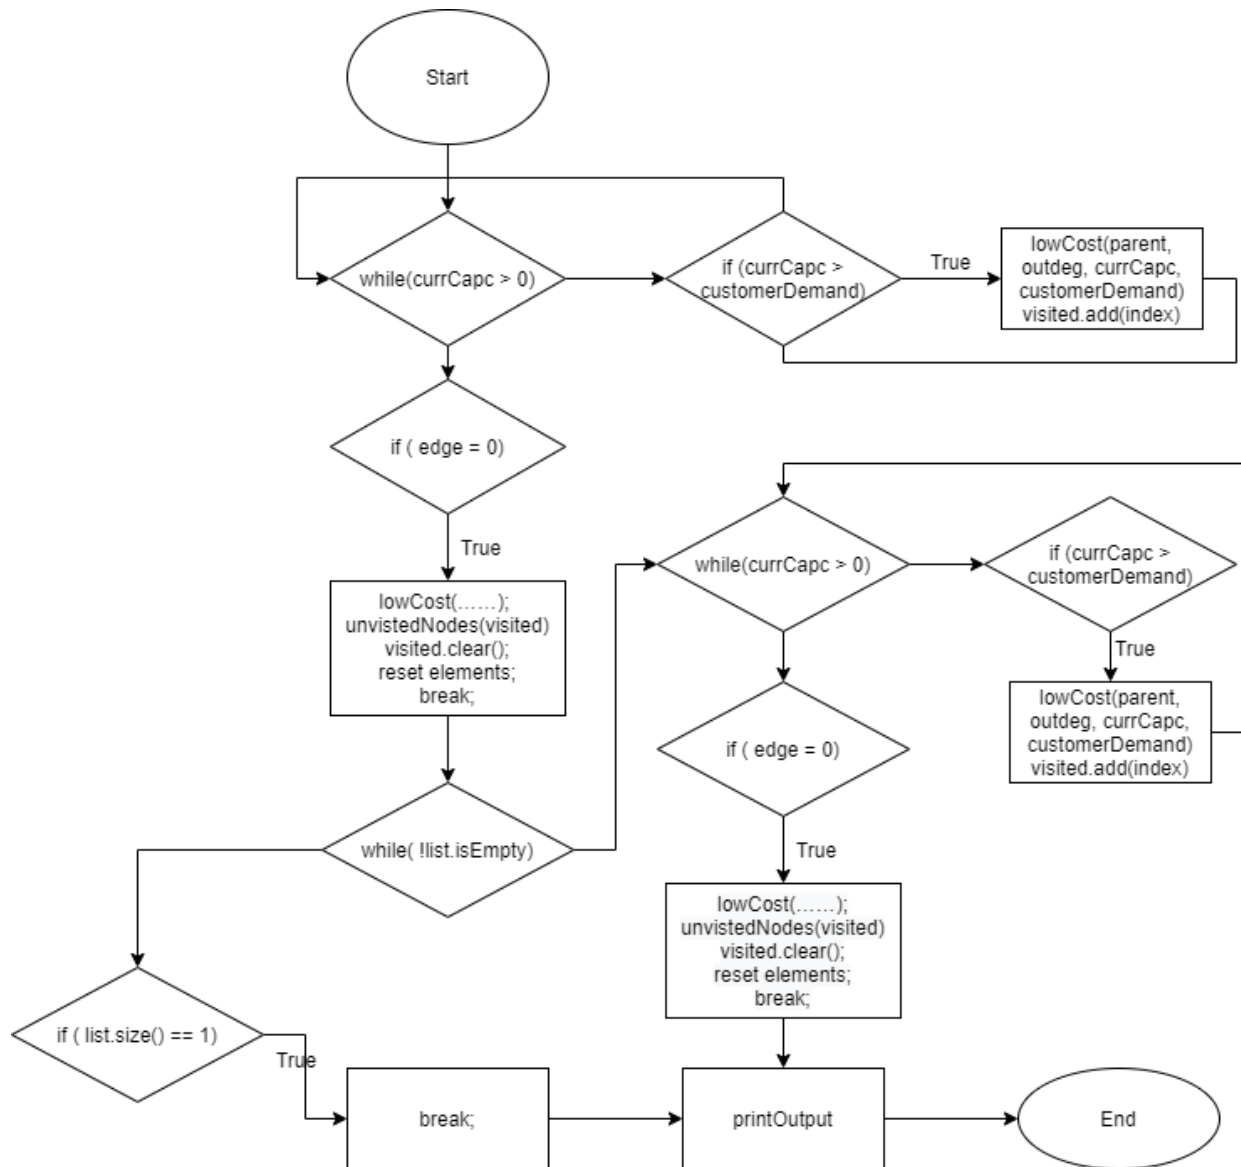 Start
while(currCapc > 0)
if (currCapc >
customerDemand)
True
lowCost(parent,
outdeg, currCapc,
customerDemand)
visited.add(index)
if ( edge = 0)
True
lowCost(......);
unvistedNodes(visited)
visited.clear();
reset elements;
break;
while( !list.isEmpty)
while(currCapc > 0)
if (currCapc >
customerDemand)
True
lowCost(parent,
outdeg, currCapc,
customerDemand)
visited.add(index)
if ( edge = 0)
True
lowCost(......);
unvistedNodes(visited)
visited.clear();
reset elements;
break;
if ( list.size() == 1)
True
break;
printOutput
End